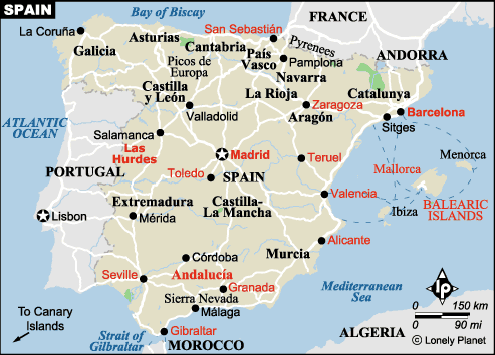 SPAIN
Bay of Biscay
FRANCE
La Coruña
Asturias
San Sebastián
Galicia
Cantabria
País
Vasco
Pyrenees
ANDORRA
Picos de
Europa
Pamplona
Navarra
Castilla
y León
La Rioja
Catalunya
Valladolid
Zaragoza
Aragón
Barcelona
ATLANTIC
OCEAN
Salamanca
Sitges
Las
Hurdes
Madrid
Teruel
Menorca
PORTUGAL
Toledo
SPAIN
Mallorca
Extremadura
Castilla-
La Mancha
Valencia
BALEARIC
ISLANDS
Lisbon
Mérida
Ibiza
Córdoba
Murcia
Alicante
Seville
Andalucía
Granada
Mediterranean
Sea
Sierra Nevada
Málaga
To Canary
Islands
Strait of
Gilbraltar
Gibraltar
MOROCCO
ALGERIA
lp
0 150 km
0 90 mi
© Lonely Planet